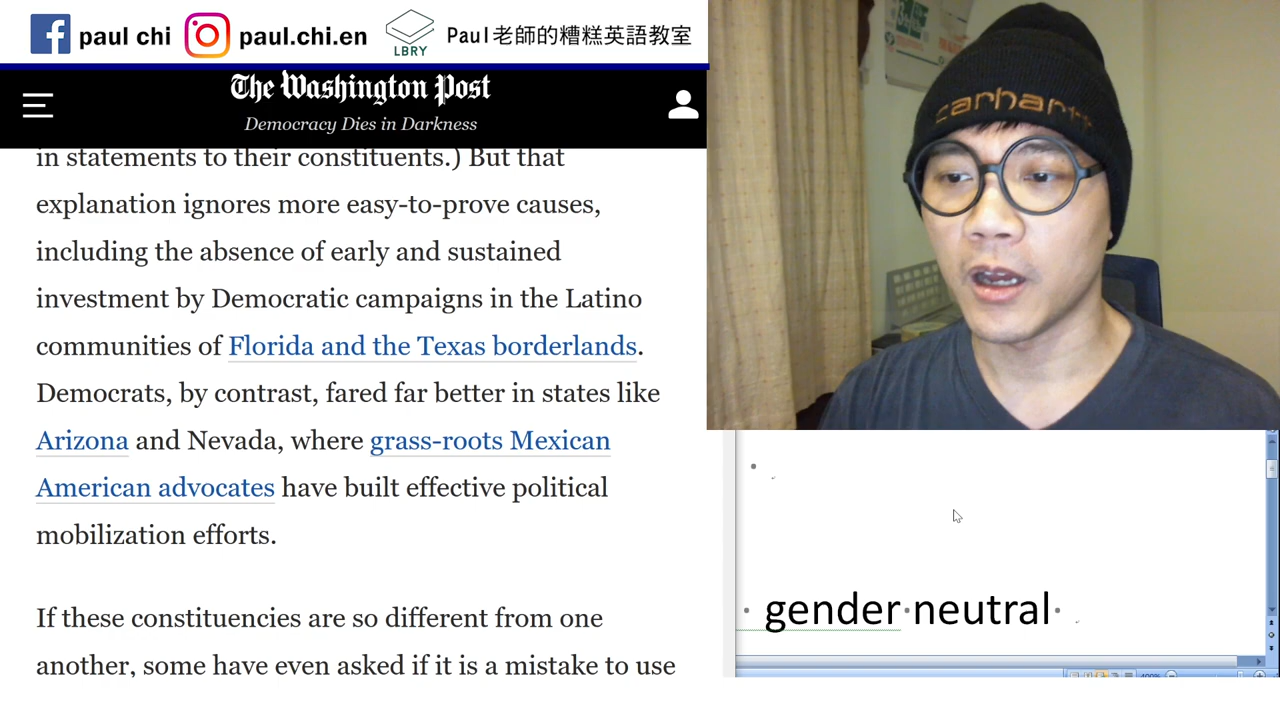 paul chi
paul.chi.en
LBRY
Paul老師的糟糕英語教室
The Washington Post
Democracy Dies in Darkness
in statements to their constituents.) But that
explanation ignores more easy-to-prove causes,
including the absence of early and sustained
investment by Democratic campaigns in the Latino
communities of Florida and the Texas borderlands.
Democrats, by contrast, fared far better in states like
Arizona and Nevada, where grass-roots Mexican
American advocates have built effective political
mobilization efforts.
If these constituencies are so different from one
another, some have even asked if it is a mistake to use
carhartt
gender neutral
400%